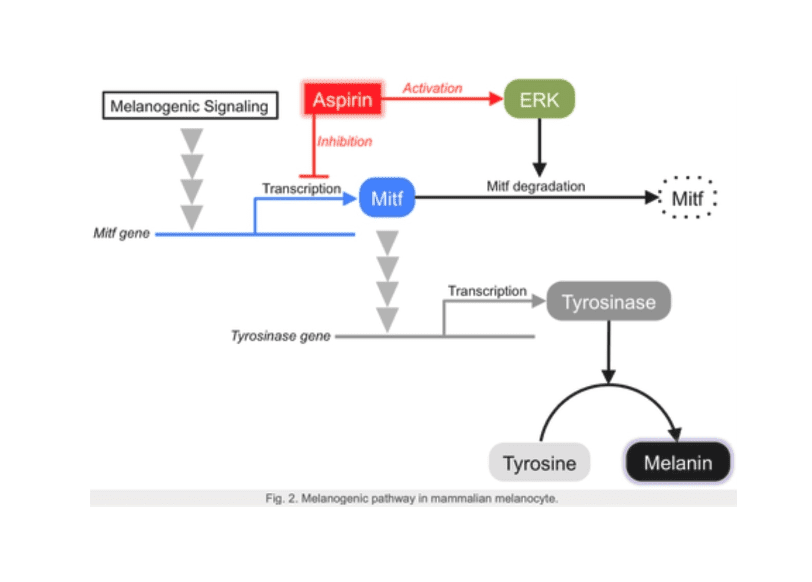 Melanogenic Signaling
Aspirin
Activation
ERK
Inhibition
Transcription
Mitf
Mitf degradation
Mitf
Mitf gene
Transcription
Tyrosinase
Tyrosinase gene
Tyrosine
Melanin
Fig. 2. Melanogenic pathway in mammalian melanocyte.